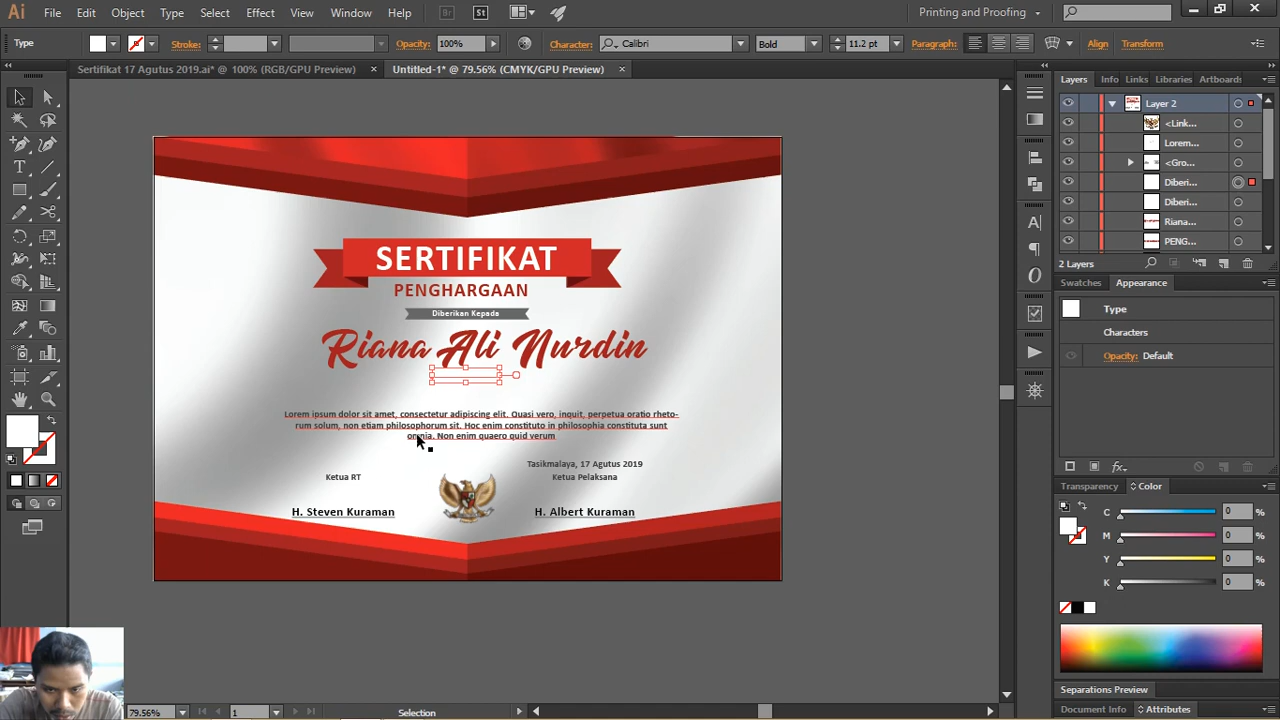 Ai File Edit Object Type Select Effect View Window Help Br St Printing and Proofing
Type Stroke: Opacity: 100% Character: Calibri Bold 11.2 pt Paragraph: Align Transform
Sertifikat 17 Agutus 2019.ai* @ 100% (RGB/GPU Preview) Untitled-1* @ 79.56% (CMYK/GPU Preview)
Layers Info Links Libraries Artboards
Layer 2
<Link...
Lorem...
<Gro...
Diberi...
Diberi...
Riana...
PENG...
2 Layers
Swatches Appearance
Type
Characters
Opacity: Default
fx
Transparency Color
C 0 %
M 0 %
Y 0 %
K 0 %
Separations Preview
Document Info Attributes
SERTIFIKAT
PENGHARGAAN
Diberikan Kepada
Riana Ali Nurdin
Lorem ipsum dolor sit amet, consectetur adipiscing elit. Quasi vero, inquit, perpetua oratio rheto-
rum solum, non etiam philosophorum sit. Hoc enim constituto in philosophia constituta sunt
omnia. Non enim quaero quid verum
Tasikmalaya, 17 Agutus 2019
Ketua RT Ketua Pelaksana
H. Steven Kuraman H. Albert Kuraman
79.56% 1 Selection